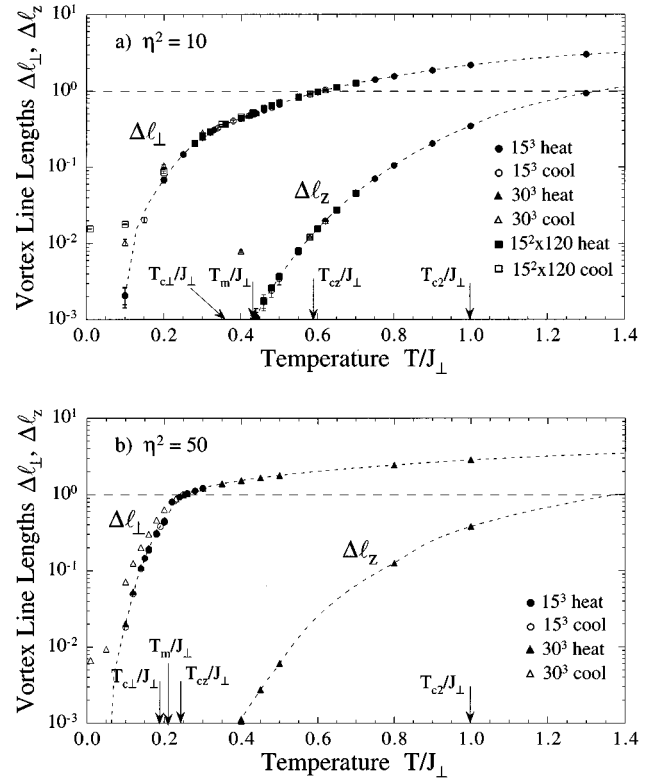 a) η² = 10
Vortex Line Lengths Δℓ⊥, Δℓz
10¹
10⁰
10⁻¹
10⁻²
10⁻³
Δℓ⊥
Δℓz
15³ heat
15³ cool
30³ heat
30³ cool
15²x120 heat
15²x120 cool
Tc⊥/J⊥
Tm/J⊥
Tcz/J⊥
Tc2/J⊥
0.0 0.2 0.4 0.6 0.8 1.0 1.2 1.4
Temperature T/J⊥
b) η² = 50
Vortex Line Lengths Δℓ⊥, Δℓz
10¹
10⁰
10⁻¹
10⁻²
10⁻³
Δℓ⊥
Δℓz
15³ heat
15³ cool
30³ heat
30³ cool
Tm/J⊥
Tc⊥/J⊥
Tcz/J⊥
Tc2/J⊥
0.0 0.2 0.4 0.6 0.8 1.0 1.2 1.4
Temperature T/J⊥